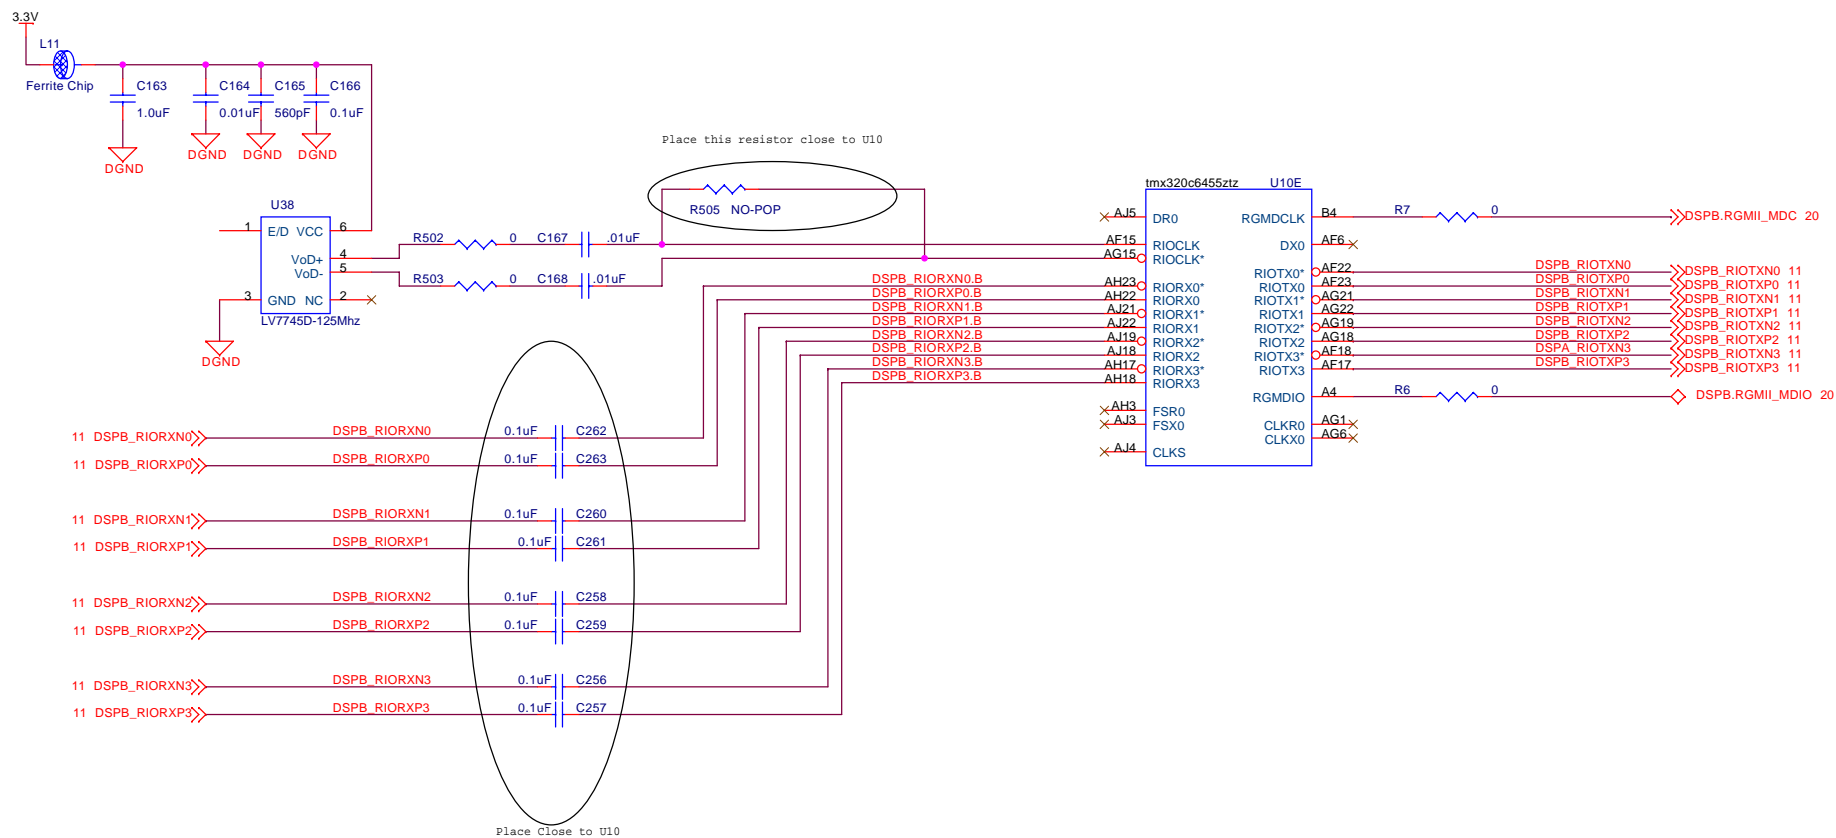 3.3V
L11
Ferrite Chip
C163
1.0uF
C164
0.01uF
C165
560pF
C166
0.1uF
DGND
DGND
DGND
DGND
Place this resistor close to U10
R505 NO-POP
U38
1 E/D VCC 6
VoD+ 4
VoD- 5
3 GND NC 2
LV7745D-125Mhz
DGND
R502 0 C167 .01uF
R503 0 C168 .01uF
tmx320c6455ztz U10E
AJ5 DR0
AF15 RIOCLK
AG15 RIOCLK*
DSPB_RIORXN0.B AH23 RIORX0*
DSPB_RIORXP0.B AH22 RIORX0
DSPB_RIORXN1.B AJ21 RIORX1*
DSPB_RIORXP1.B AJ22 RIORX1
DSPB_RIORXN2.B AJ19 RIORX2*
DSPB_RIORXP2.B AJ18 RIORX2
DSPB_RIORXN3.B AH17 RIORX3*
DSPB_RIORXP3.B AH18 RIORX3
AH3 FSR0
AJ3 FSX0
AJ4 CLKS
RGMDCLK B4 R7 0 DSPB.RGMII_MDC 20
DX0 AF6
RIOTX0* AF22 DSPB_RIOTXN0 DSPB_RIOTXN0 11
RIOTX0 AF23 DSPB_RIOTXP0 DSPB_RIOTXP0 11
RIOTX1* AG21 DSPB_RIOTXN1 DSPB_RIOTXN1 11
RIOTX1 AG22 DSPB_RIOTXP1 DSPB_RIOTXP1 11
RIOTX2* AG19 DSPB_RIOTXN2 DSPB_RIOTXN2 11
RIOTX2 AG18 DSPB_RIOTXP2 DSPB_RIOTXP2 11
RIOTX3* AF18 DSPA_RIOTXN3 DSPB_RIOTXN3 11
RIOTX3 AF17 DSPB_RIOTXP3 DSPB_RIOTXP3 11
RGMDIO A4 R6 0 DSPB.RGMII_MDIO 20
CLKR0 AG1
CLKX0 AG6
11 DSPB_RIORXN0 DSPB_RIORXN0 0.1uF C262
11 DSPB_RIORXP0 DSPB_RIORXP0 0.1uF C263
11 DSPB_RIORXN1 DSPB_RIORXN1 0.1uF C260
11 DSPB_RIORXP1 DSPB_RIORXP1 0.1uF C261
11 DSPB_RIORXN2 DSPB_RIORXN2 0.1uF C258
11 DSPB_RIORXP2 DSPB_RIORXP2 0.1uF C259
11 DSPB_RIORXN3 DSPB_RIORXN3 0.1uF C256
11 DSPB_RIORXP3 DSPB_RIORXP3 0.1uF C257
Place Close to U10